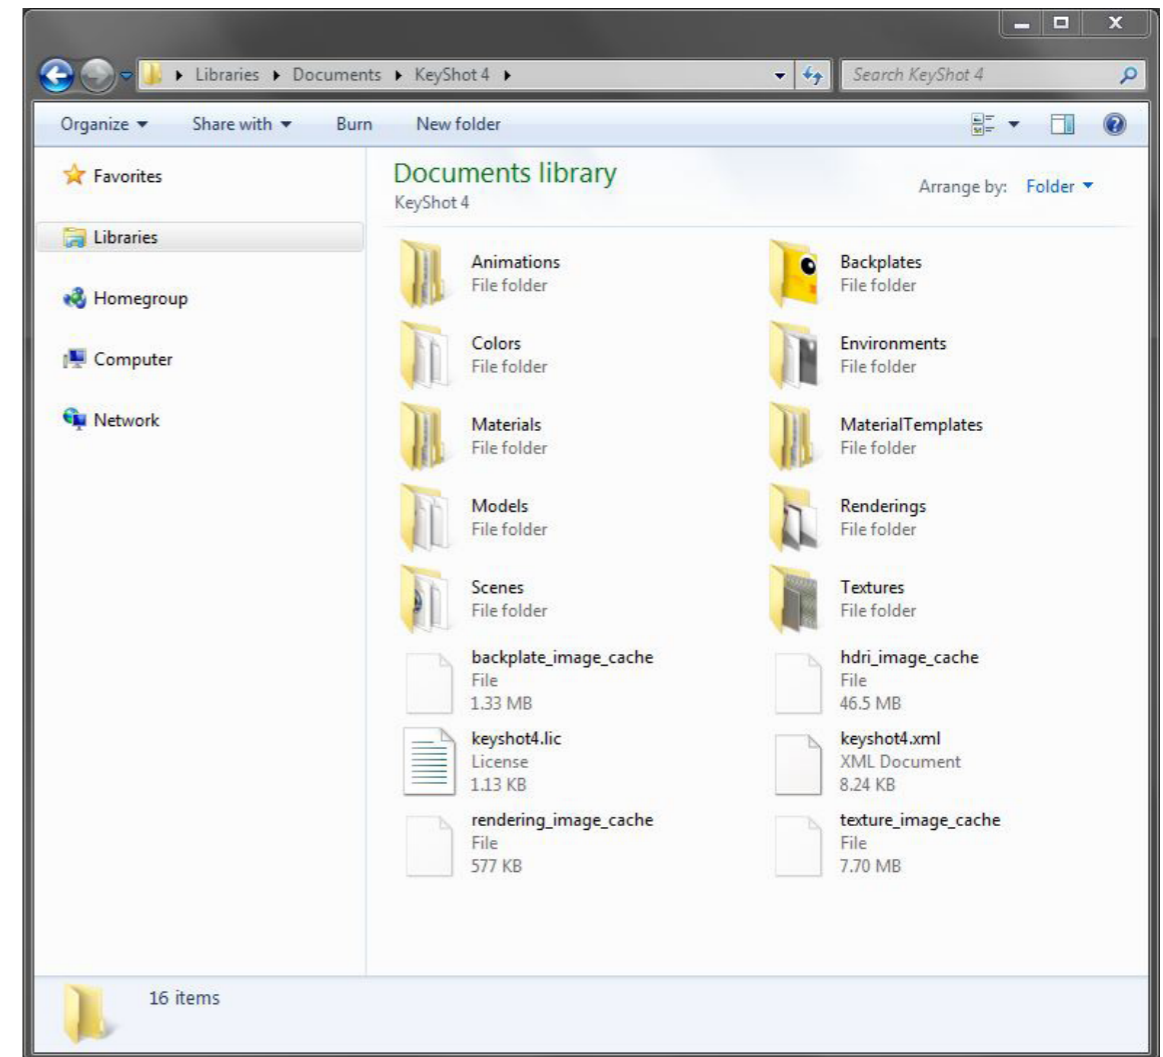 Libraries Documents KeyShot 4
Search KeyShot 4
Organize Share with Burn New folder
Favorites
Libraries
Homegroup
Computer
Network
Documents library
KeyShot 4
Arrange by: Folder
Animations
File folder
Backplates
File folder
Colors
File folder
Environments
File folder
Materials
File folder
MaterialTemplates
File folder
Models
File folder
Renderings
File folder
Scenes
File folder
Textures
File folder
backplate_image_cache
File
1.33 MB
hdri_image_cache
File
46.5 MB
keyshot4.lic
License
1.13 KB
keyshot4.xml
XML Document
8.24 KB
rendering_image_cache
File
577 KB
texture_image_cache
File
7.70 MB
16 items